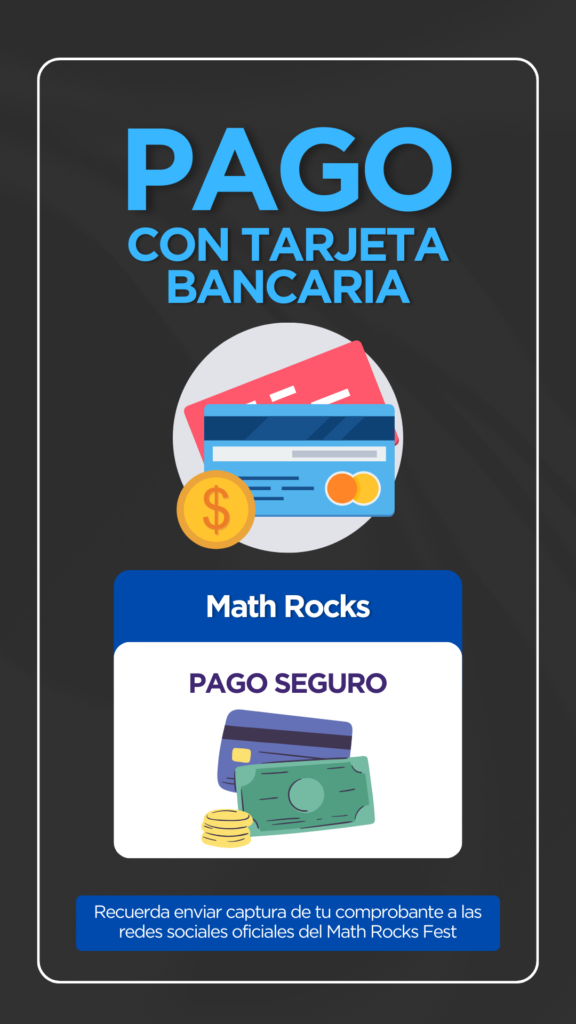 PAGO
CON TARJETA
BANCARIA
$
Math Rocks
PAGO SEGURO
Recuerda enviar captura de tu comprobante a las
redes sociales oficiales del Math Rocks Fest